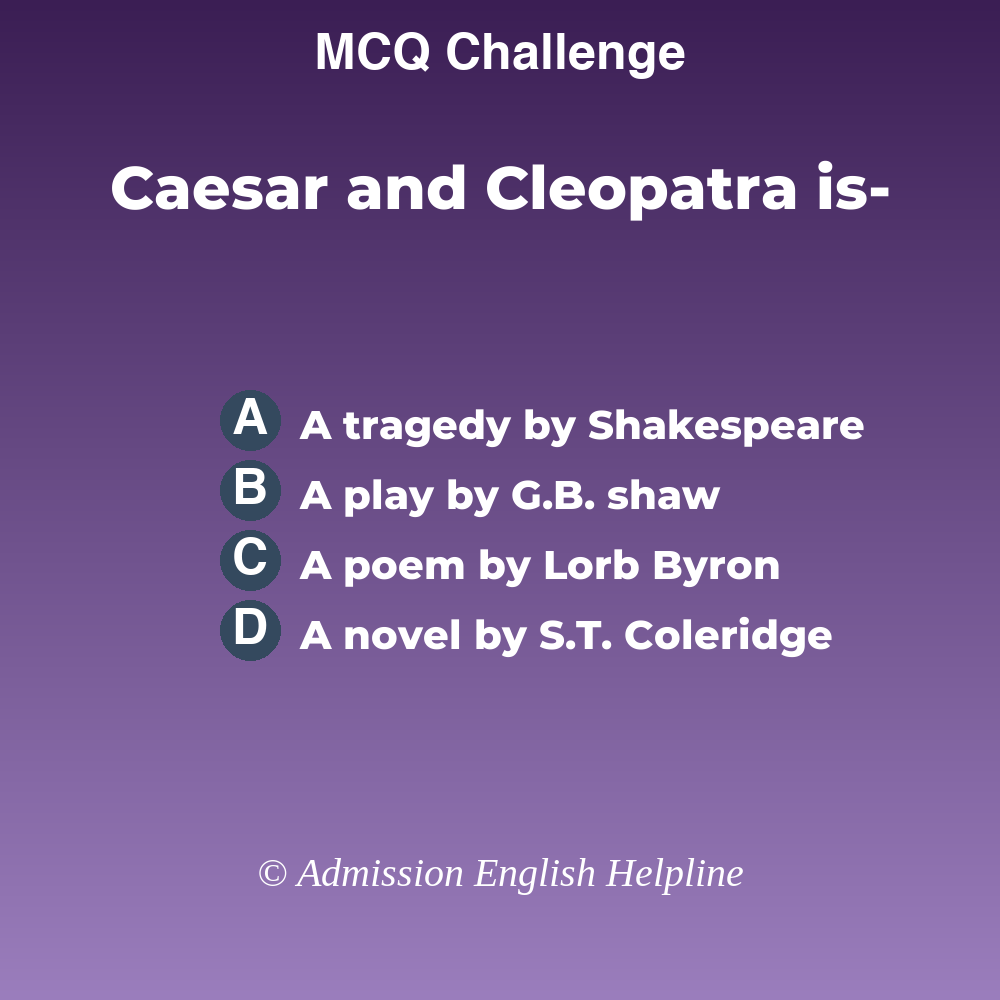 MCQ Challenge
Caesar and Cleopatra is-
A A tragedy by Shakespeare
B A play by G.B. shaw
C A poem by Lorb Byron
D A novel by S.T. Coleridge
© Admission English Helpline